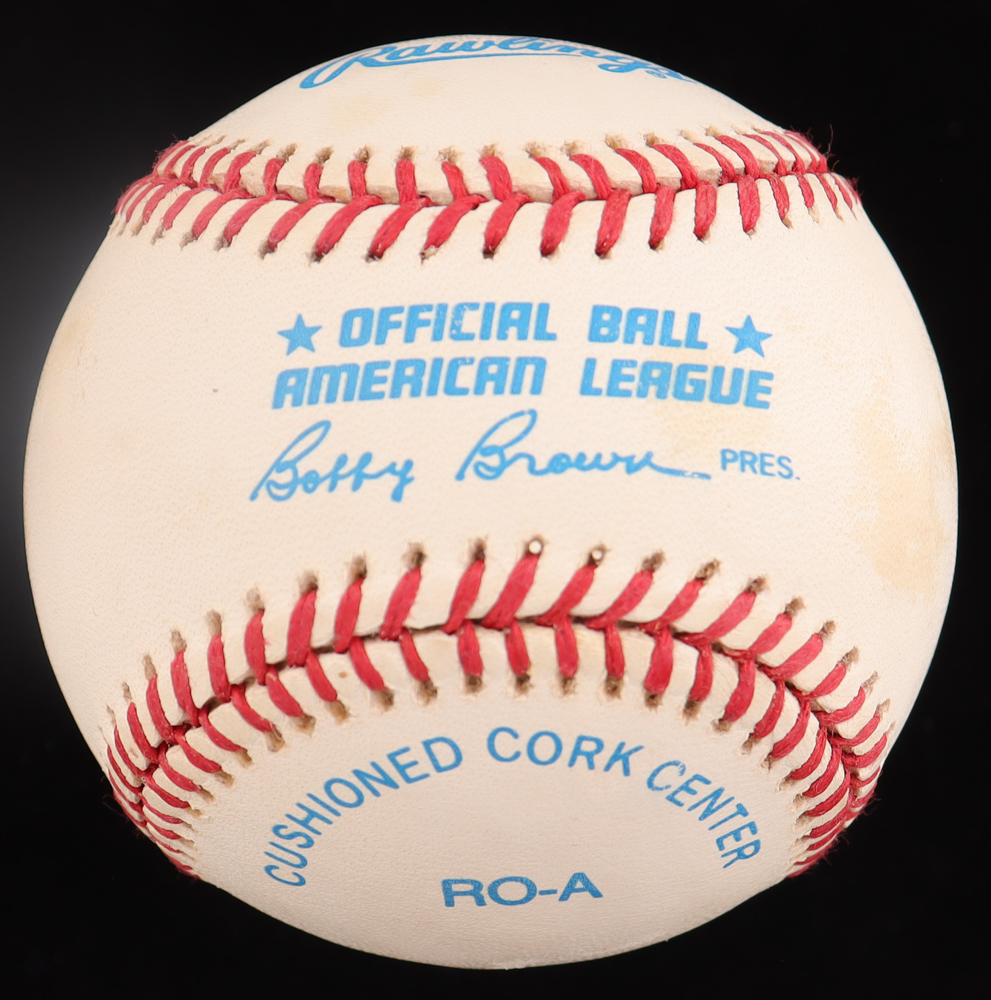 Rawlings
★ OFFICIAL BALL ★
AMERICAN LEAGUE
Bobby Brown PRES.
CUSHIONED CORK CENTER
RO-A